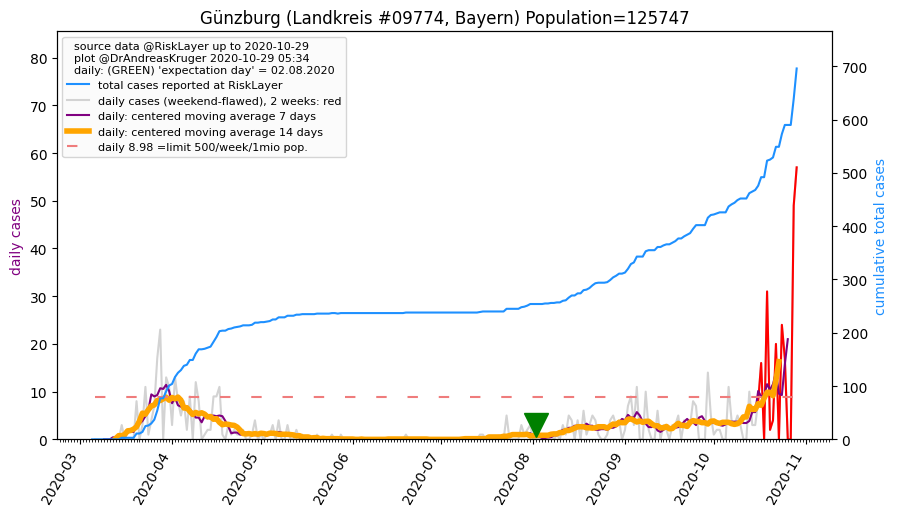 Günzburg (Landkreis #09774, Bayern) Population=125747
source data @RiskLayer up to 2020-10-29
plot @DrAndreasKruger 2020-10-29 05:34
daily: (GREEN) 'expectation day' = 02.08.2020
total cases reported at RiskLayer
daily cases (weekend-flawed), 2 weeks: red
daily: centered moving average 7 days
daily: centered moving average 14 days
daily 8.98 =limit 500/week/1mio pop.
daily cases
80
70
60
50
40
30
20
10
0
cumulative total cases
700
600
500
400
300
200
100
0
2020-03
2020-04
2020-05
2020-06
2020-07
2020-08
2020-09
2020-10
2020-11